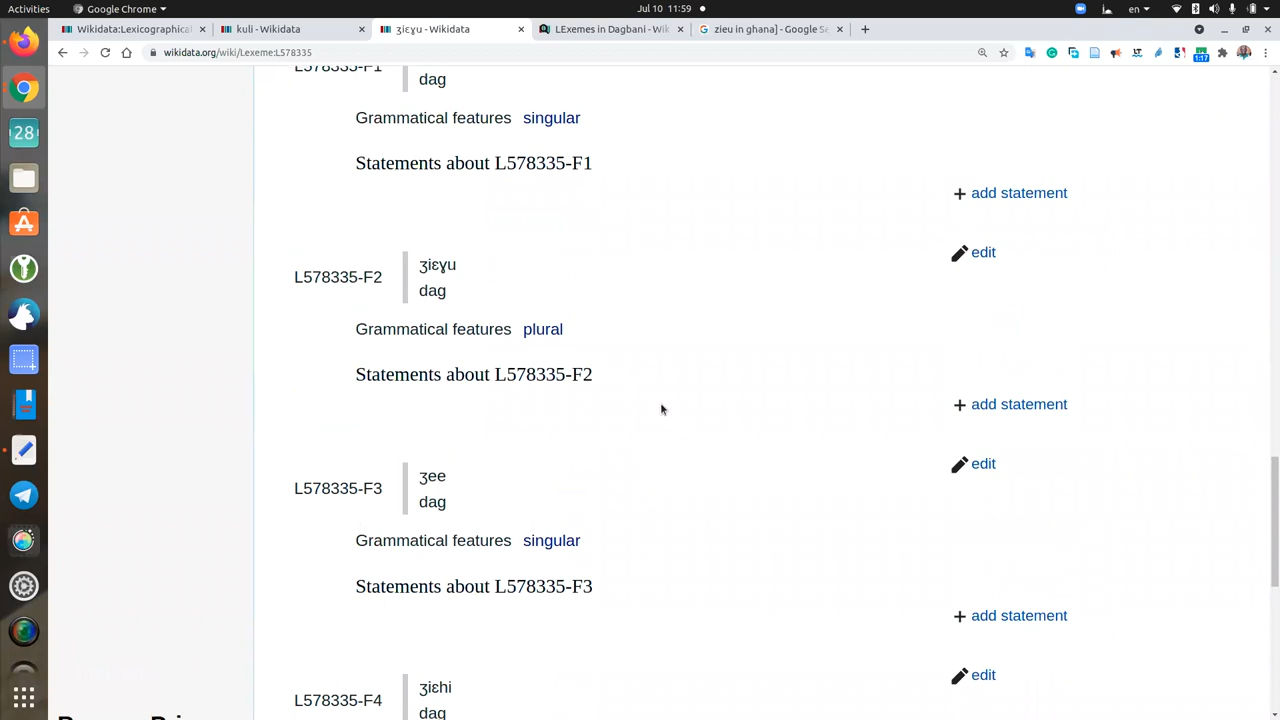 Activities
Google Chrome
Jul 10 11:59
en
Wikidata:Lexicographical
kuli - Wikidata
ʒiɛɣu - Wikidata
LExemes in Dagbani - Wik
zieu in ghana] - Google Se
wikidata.org/wiki/Lexeme:L578335
1:17
28
L578335-F1
dag
Grammatical features singular
Statements about L578335-F1
+ add statement
edit
L578335-F2
ʒiɛɣu
dag
Grammatical features plural
Statements about L578335-F2
+ add statement
edit
L578335-F3
ʒee
dag
Grammatical features singular
Statements about L578335-F3
+ add statement
edit
L578335-F4
ʒiɛhi
dag